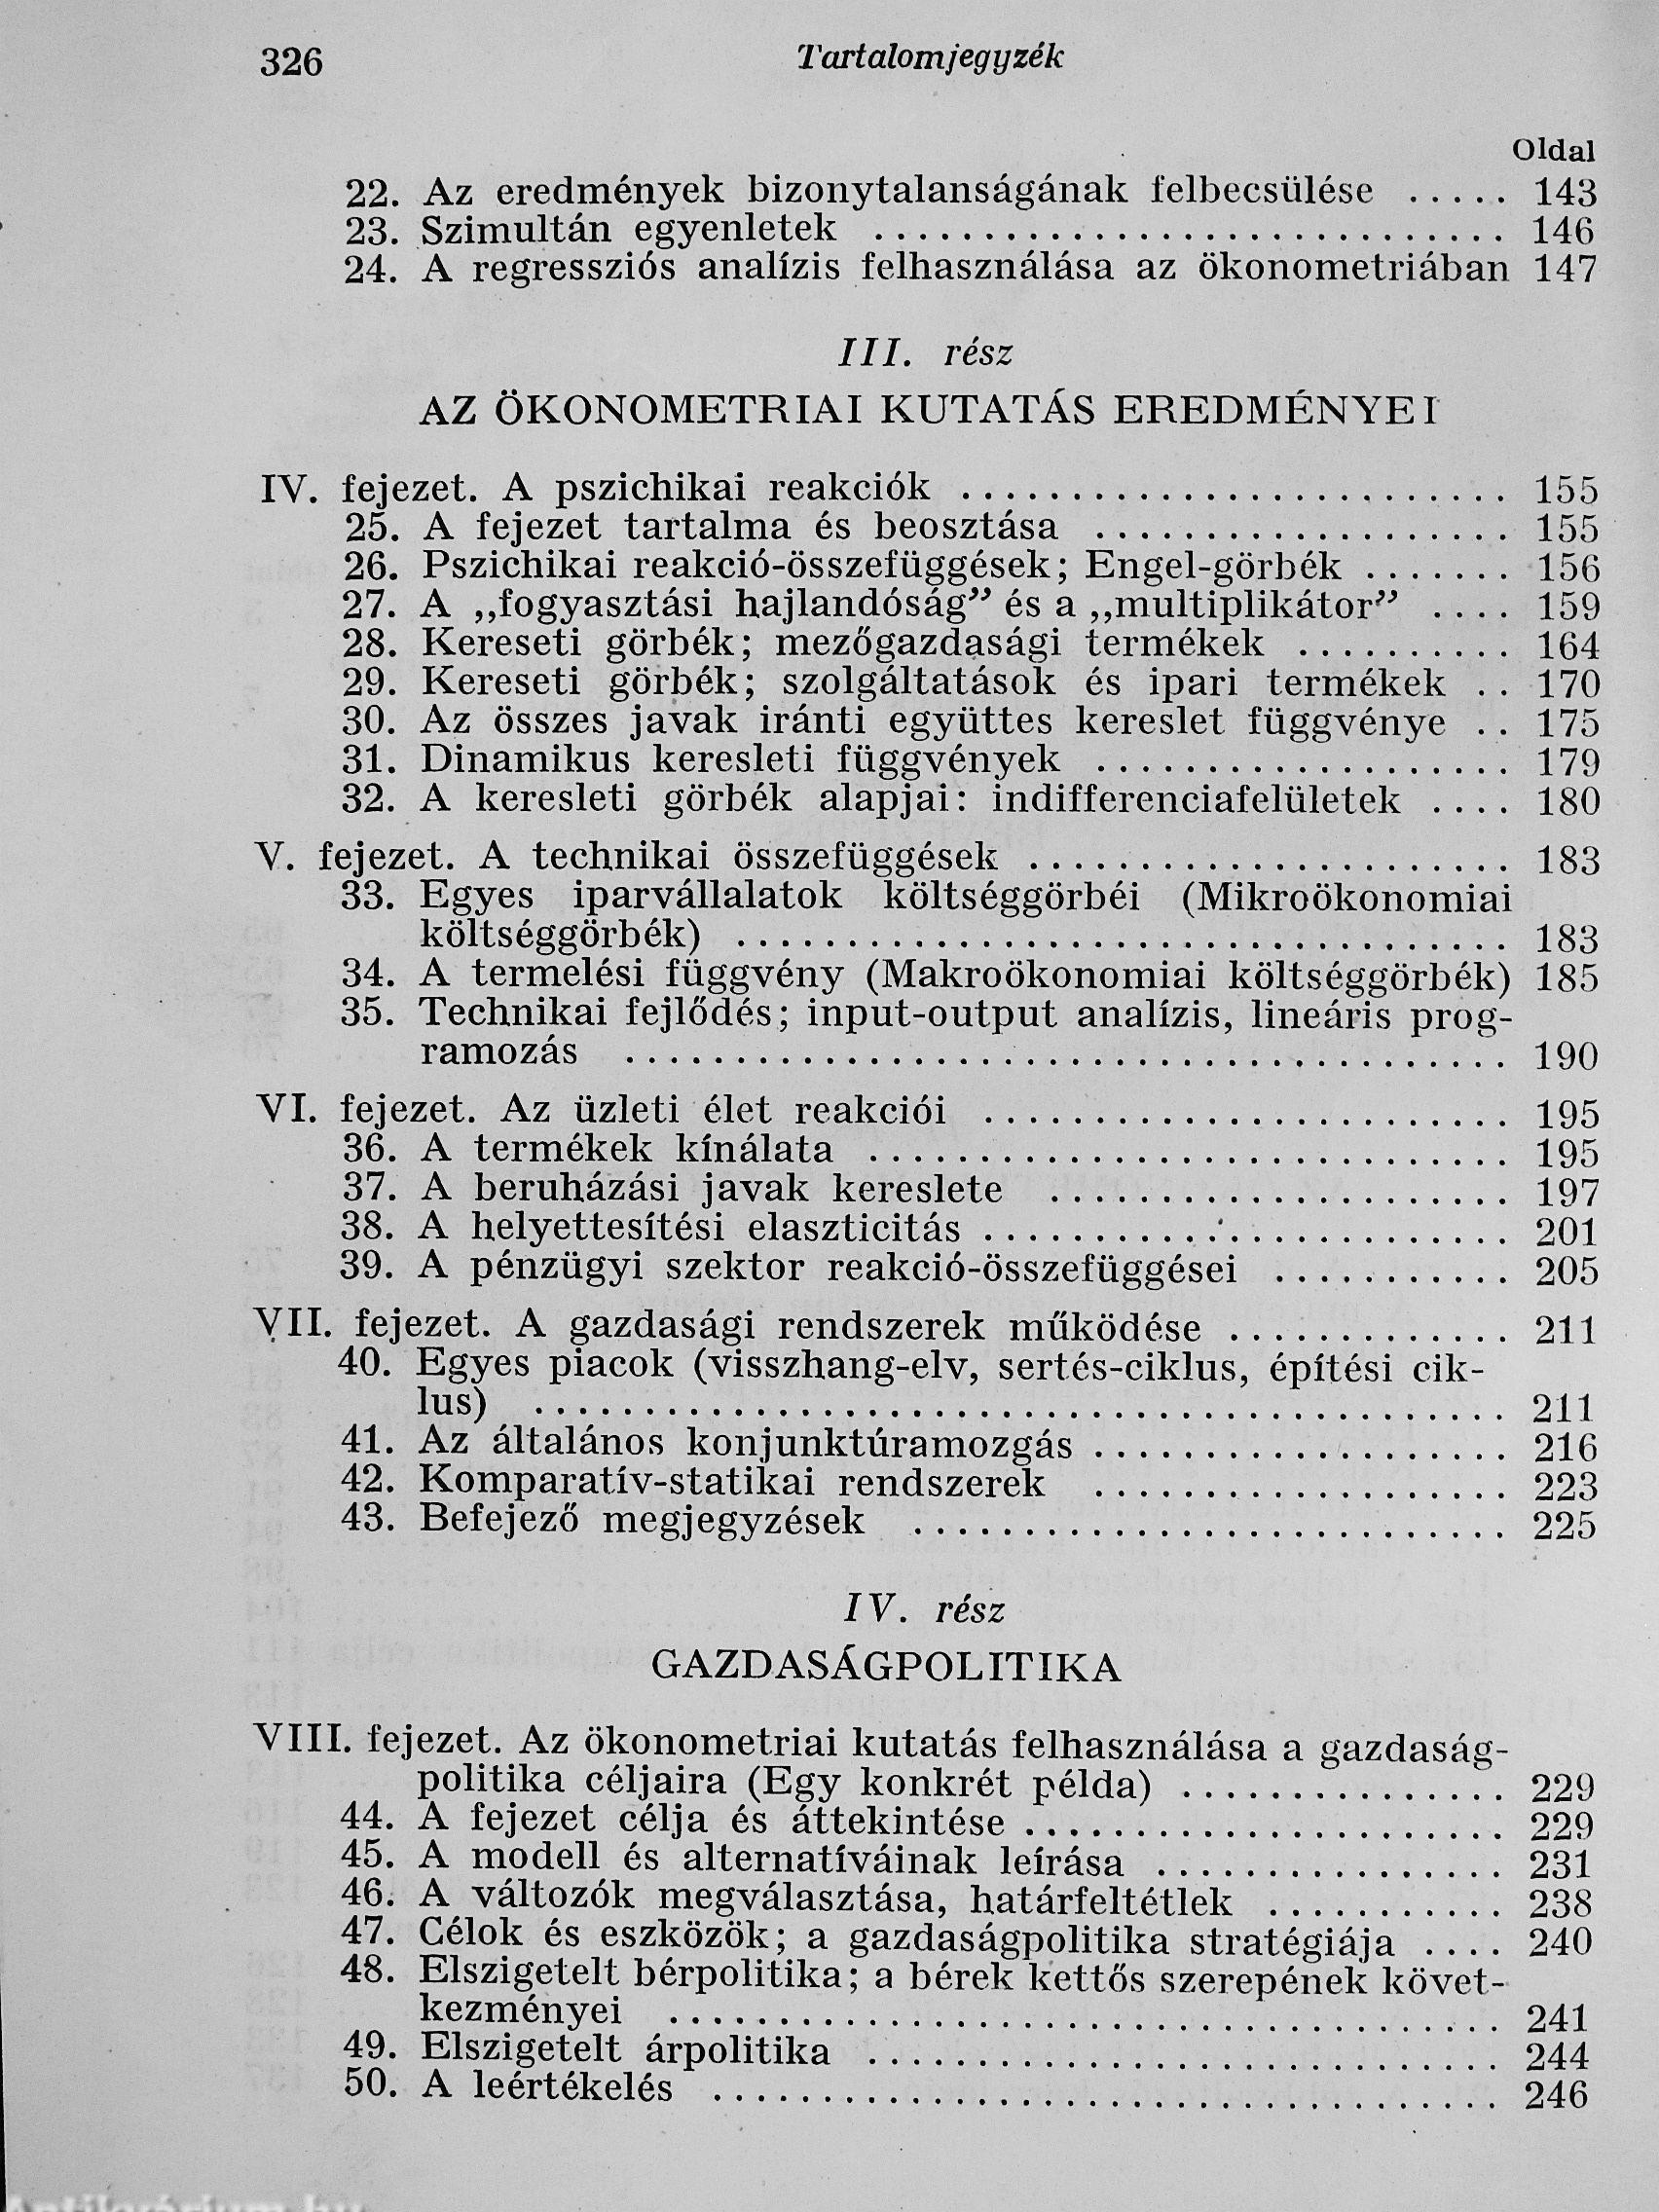 326 Tartalomjegyzék
Oldal
22. Az eredmények bizonytalanságának felbecsülése ..... 143
23. Szimultán egyenletek ............................. 146
24. A regressziós analízis felhasználása az ökonometriában 147
III. rész
AZ ÖKONOMETRIAI KUTATÁS EREDMÉNYEI
IV. fejezet. A pszichikai reakciók ......................... 155
25. A fejezet tartalma és beosztása ................... 155
26. Pszichikai reakció-összefüggések; Engel-görbék ....... 156
27. A „fogyasztási hajlandóság” és a „multiplikátor” .... 159
28. Kereseti görbék; mezőgazdasági termékek .......... 164
29. Kereseti görbék; szolgáltatások és ipari termékek .. 170
30. Az összes javak iránti együttes kereslet függvénye .. 175
31. Dinamikus keresleti függvények ................... 179
32. A keresleti görbék alapjai: indifferenciafelületek .... 180
V. fejezet. A technikai összefüggések ...................... 183
33. Egyes iparvállalatok költséggörbéi (Mikroökonomiai
költséggörbék) ................................... 183
34. A termelési függvény (Makroökonomiai költséggörbék) 185
35. Technikai fejlődés; input-output analízis, lineáris prog-
ramozás ........................................ 190
VI. fejezet. Az üzleti élet reakciói ........................ 195
36. A termékek kínálata ............................. 195
37. A beruházási javak kereslete ..................... 197
38. A helyettesítési elaszticitás ........................ 201
39. A pénzügyi szektor reakció-összefüggései ........... 205
VII. fejezet. A gazdasági rendszerek működése ............. 211
40. Egyes piacok (visszhang-elv, sertés-ciklus, építési cik-
lus) ............................................ 211
41. Az általános konjunktúramozgás ................... 216
42. Komparatív-statikai rendszerek ................... 223
43. Befejező megjegyzések ........................... 225
IV. rész
GAZDASÁGPOLITIKA
VIII. fejezet. Az ökonometriai kutatás felhasználása a gazdaság-
politika céljaira (Egy konkrét példa) ............... 229
44. A fejezet célja és áttekintése ...................... 229
45. A modell és alternatíváinak leírása ................ 231
46. A változók megválasztása, határfeltétlek ........... 238
47. Célok és eszközök; a gazdaságpolitika stratégiája .... 240
48. Elszigetelt bérpolitika; a bérek kettős szerepének követ-
kezményei ...................................... 241
49. Elszigetelt árpolitika ............................. 244
50. A leértékelés .................................... 246